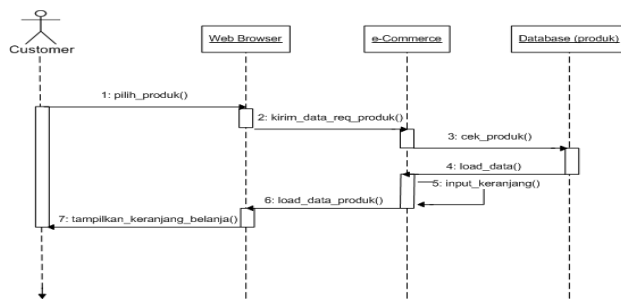 Customer
Web Browser
e-Commerce
Database (produk)
1: pilih_produk()
2: kirim_data_req_produk()
3: cek_produk()
4: load_data()
5: input_keranjang()
6: load_data_produk()
7: tampilkan_keranjang_belanja()